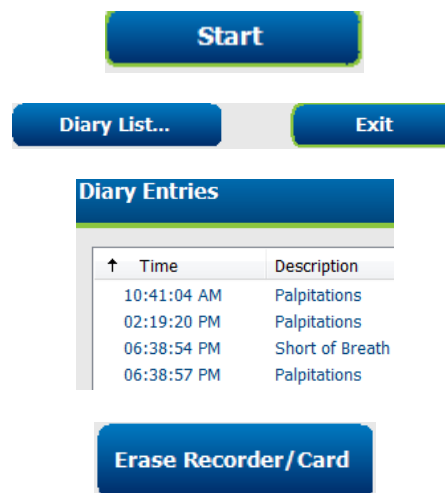 Start
Diary List... Exit
Diary Entries
↑ Time Description
10:41:04 AM Palpitations
02:19:20 PM Palpitations
06:38:54 PM Short of Breath
06:38:57 PM Palpitations
Erase Recorder/Card